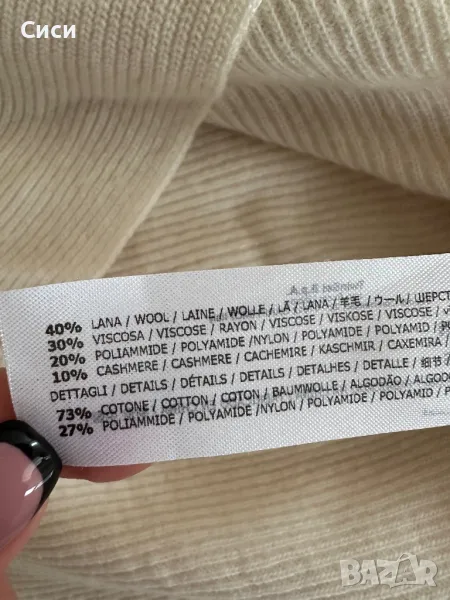 Сиси
40% LANA / WOOL / LAINE / WOLLE / LÃ / LANA / 羊毛 / ウール / ШЕРСТ
30% VISCOSA / VISCOSE / RAYON / VISCOSE / VISKOSE / VISCOSE /
20% POLIAMMIDE / POLYAMIDE /NYLON / POLYAMIDE / POLYAMID /
10% CASHMERE / CASHMERE / CACHEMIRE / KASCHMIR / CAXEMIRA /
DETTAGLI / DETAILS / DÉTAILS / DETAILS / DETALHES / DETALLE / 细节 /
73% COTONE / COTTON / COTON / BAUMWOLLE / ALGODÃO / ALGOD
27% POLIAMMIDE / POLYAMIDE /NYLON / POLYAMIDE / POLYAMID /
BAZAR